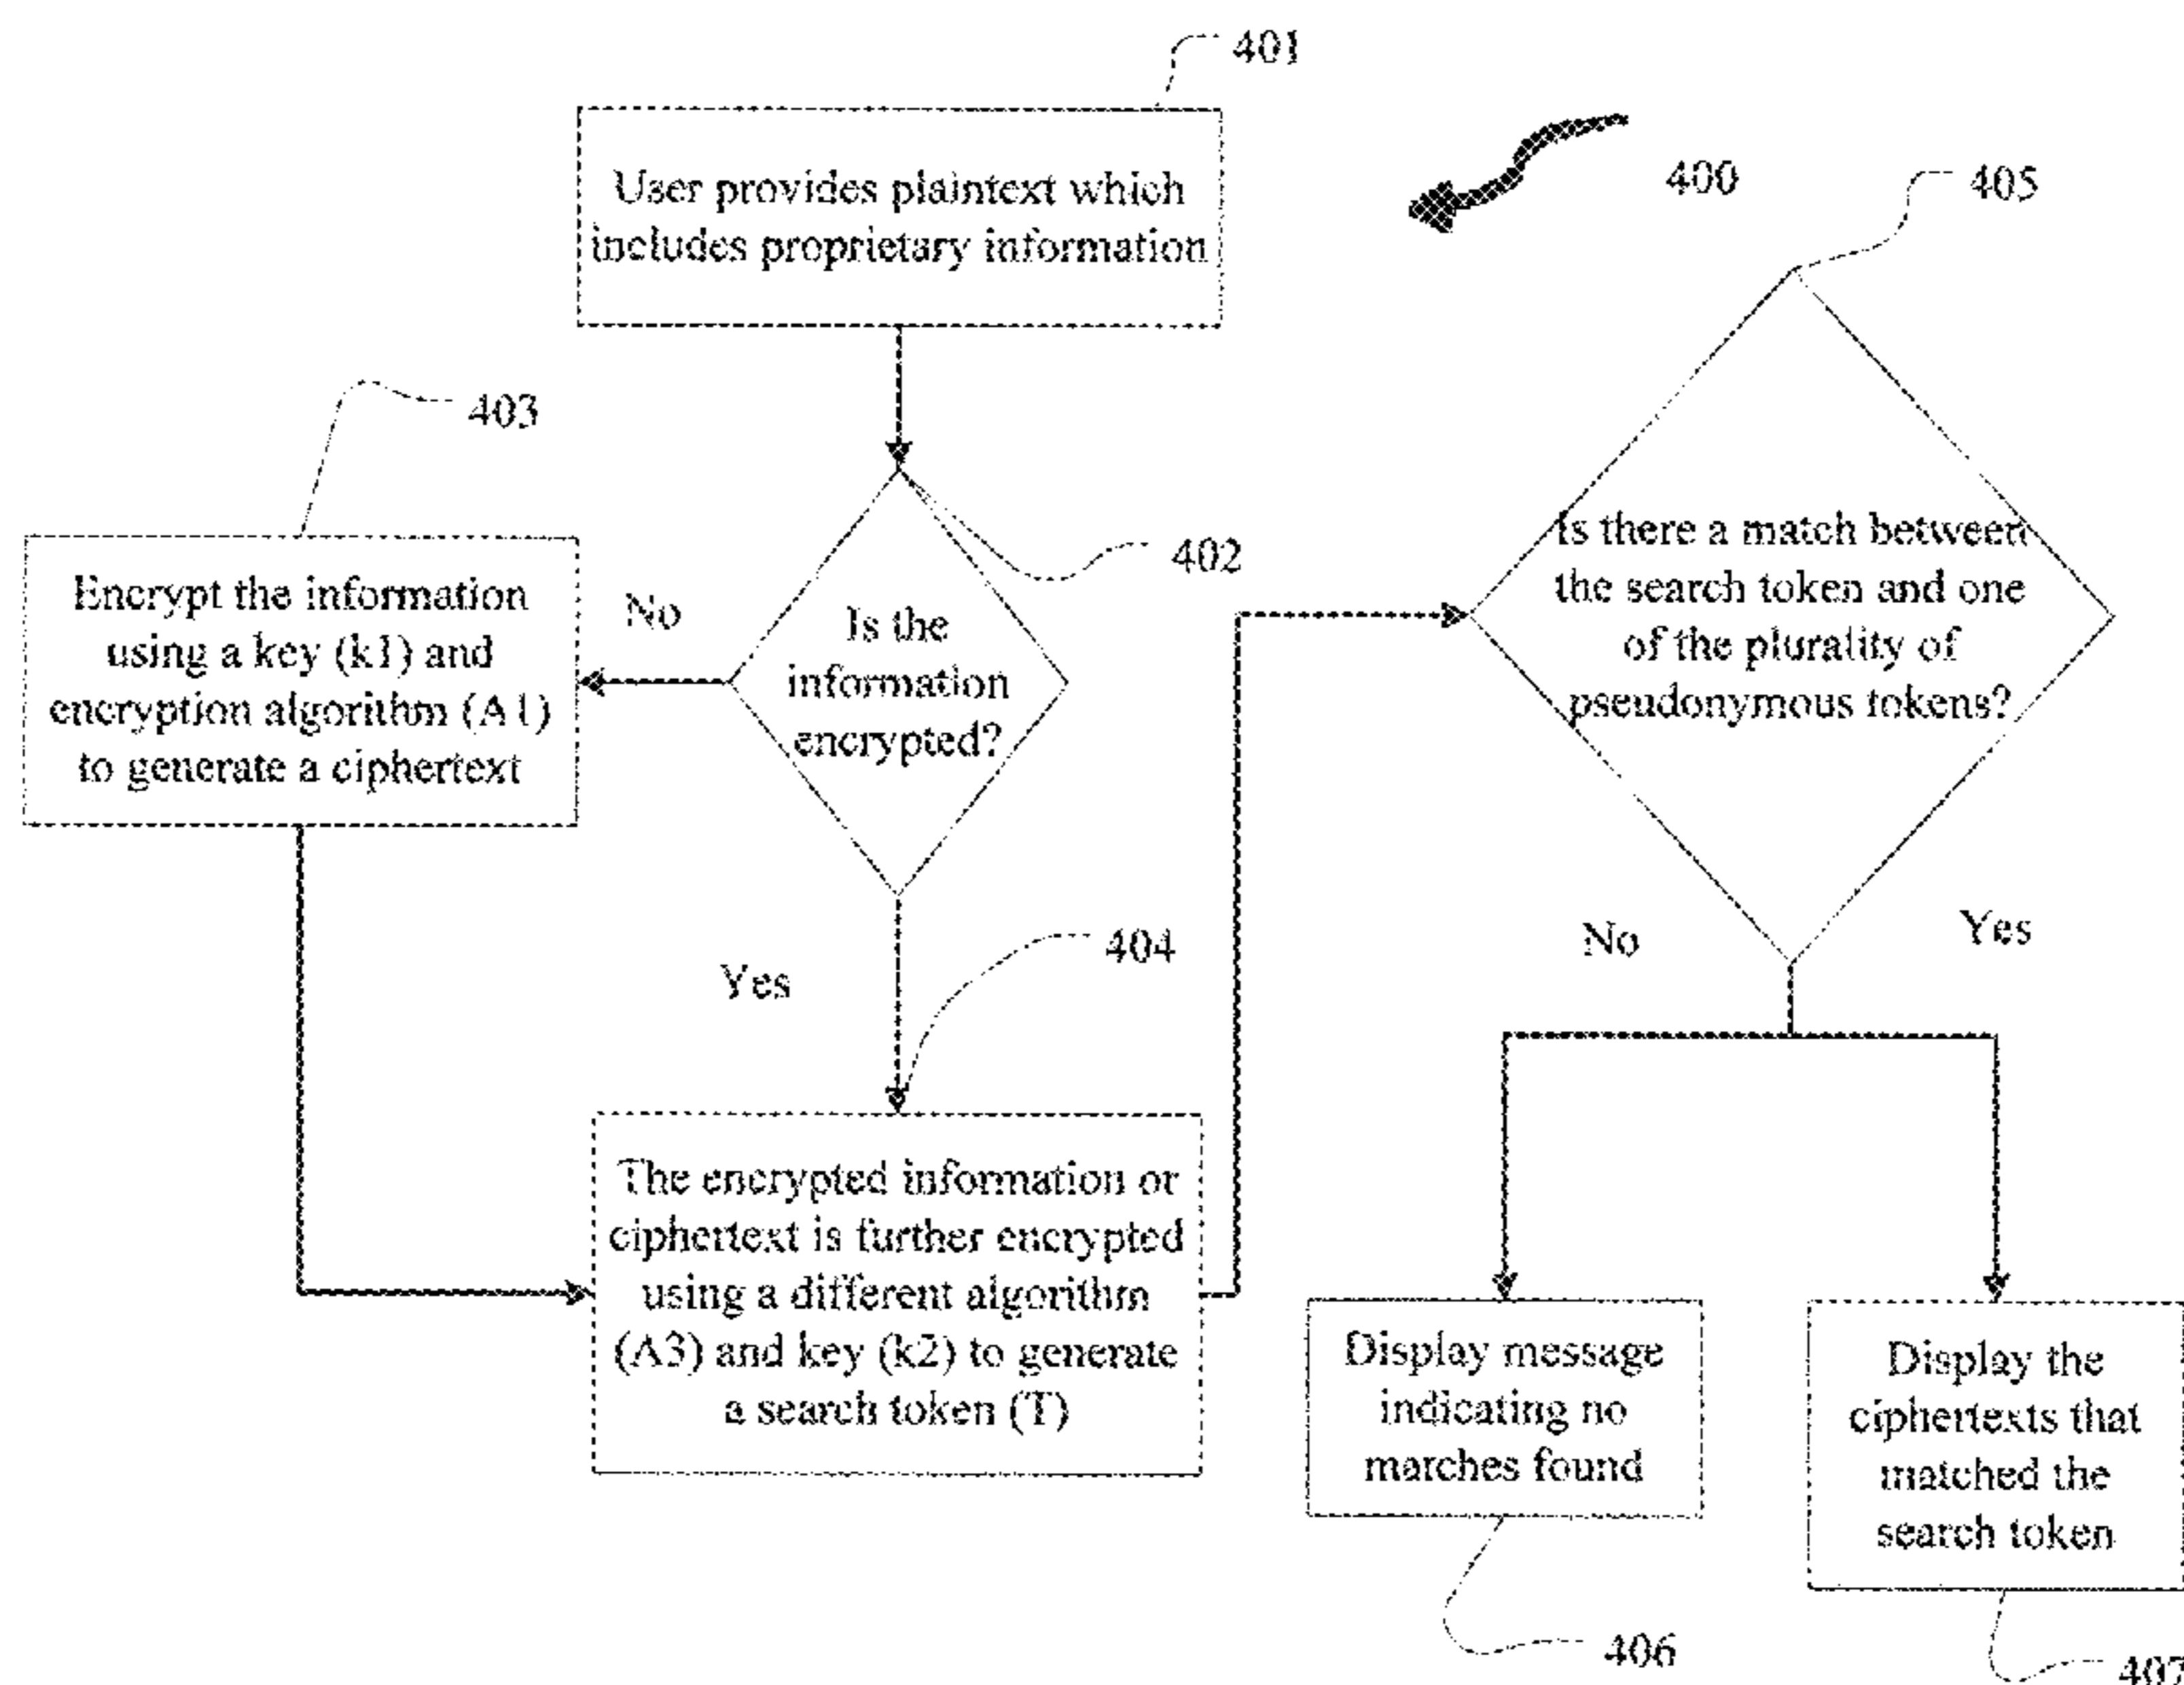 401
User provides plaintext which
includes proprietary information
400
405
403
402
Encrypt the information
using a key (k1) and
encryption algorithm (A1)
to generate a ciphertext
No
Is the
information
encrypted?
Yes
404
The encrypted information or
ciphertext is further encrypted
using a different algorithm
(A3) and key (k2) to generate
a search token (T)
Is there a match between
the search token and one
of the plurality of
pseudonymous tokens?
No
Yes
Display message
indicating no
marches found
406
Display the
ciphertexts that
matched the
search token
407